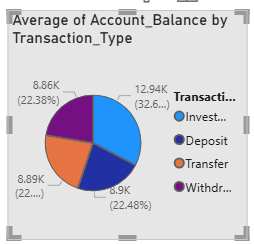 Average of Account_Balance by
Transaction_Type
8.86K
(22.38%)
12.94K
(32.6...)
8.89K
(22....)
8.9K
(22.48%)
Transacti...
Invest...
Deposit
Transfer
Withdr...